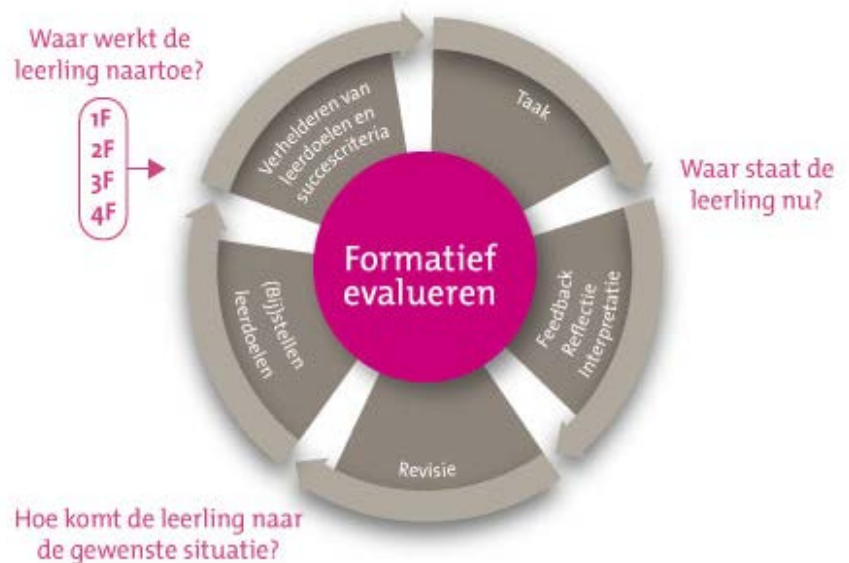 Waar werkt de
leerling naartoe?
1F
2F
3F
4F
Verhelderen van
leerdoelen en
succescriteria
Taak
Waar staat de
leerling nu?
Formatief
evalueren
Feedback
Reflectie
Interpretatie
(Bij)stellen
leerdoelen
Revisie
Hoe komt de leerling naar
de gewenste situatie?